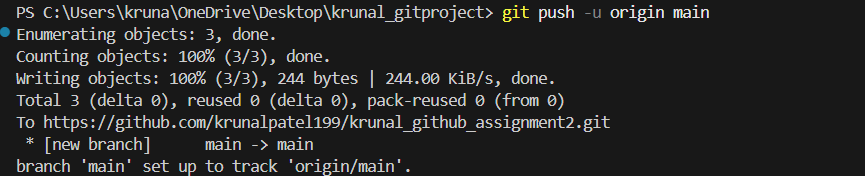 PS C:\Users\kruna\OneDrive\Desktop\krunal_gitproject> git push -u origin main
Enumerating objects: 3, done.
Counting objects: 100% (3/3), done.
Writing objects: 100% (3/3), 244 bytes | 244.00 KiB/s, done.
Total 3 (delta 0), reused 0 (delta 0), pack-reused 0 (from 0)
To https://github.com/krunalpatel199/krunal_github_assignment2.git
 * [new branch]      main -> main
branch 'main' set up to track 'origin/main'.